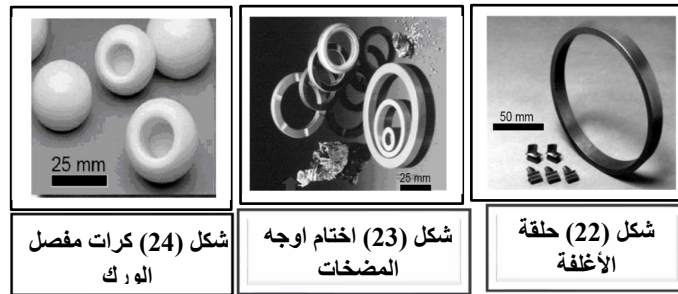 50 mm
25 mm
25 mm
شكل (22) حلقة
الأغلفة
شكل (23) اختام اوجه
المضخات
شكل (24) كرات مفصل
الورك